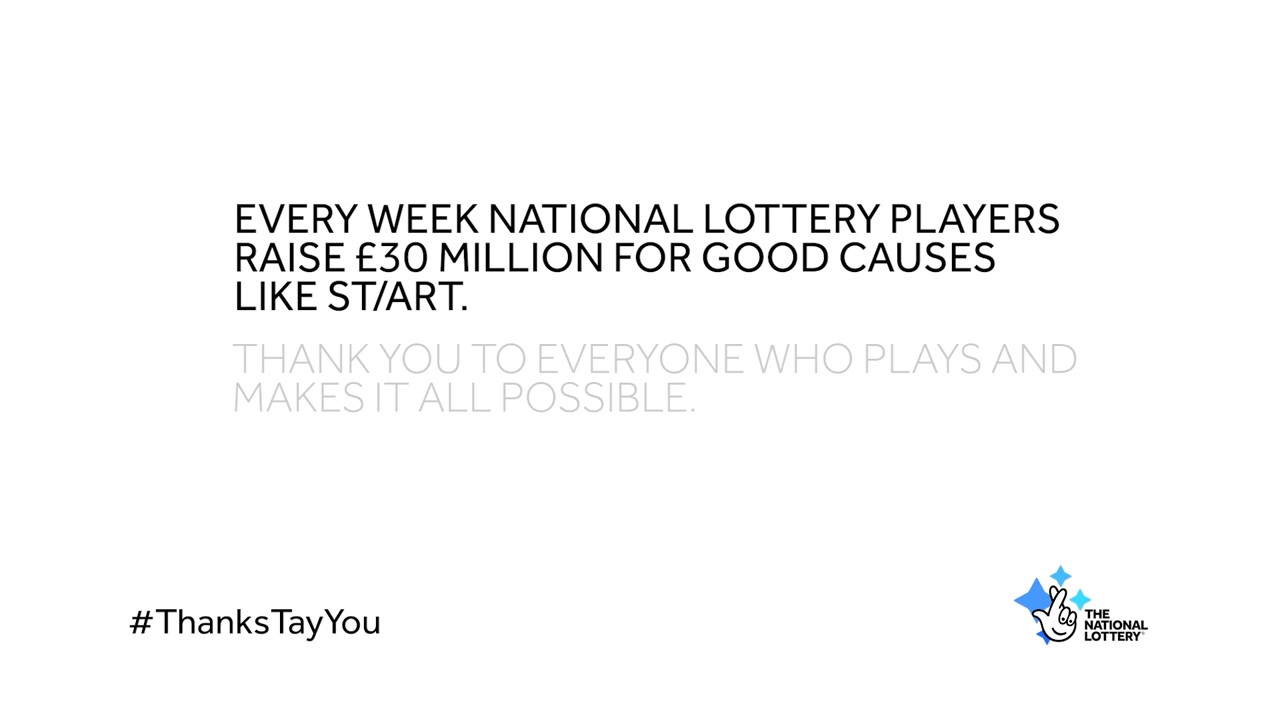 EVERY WEEK NATIONAL LOTTERY PLAYERS
RAISE £30 MILLION FOR GOOD CAUSES
LIKE ST/ART.
THANK YOU TO EVERYONE WHO PLAYS AND
MAKES IT ALL POSSIBLE.
#ThanksTayYou
THE
NATIONAL
LOTTERY®